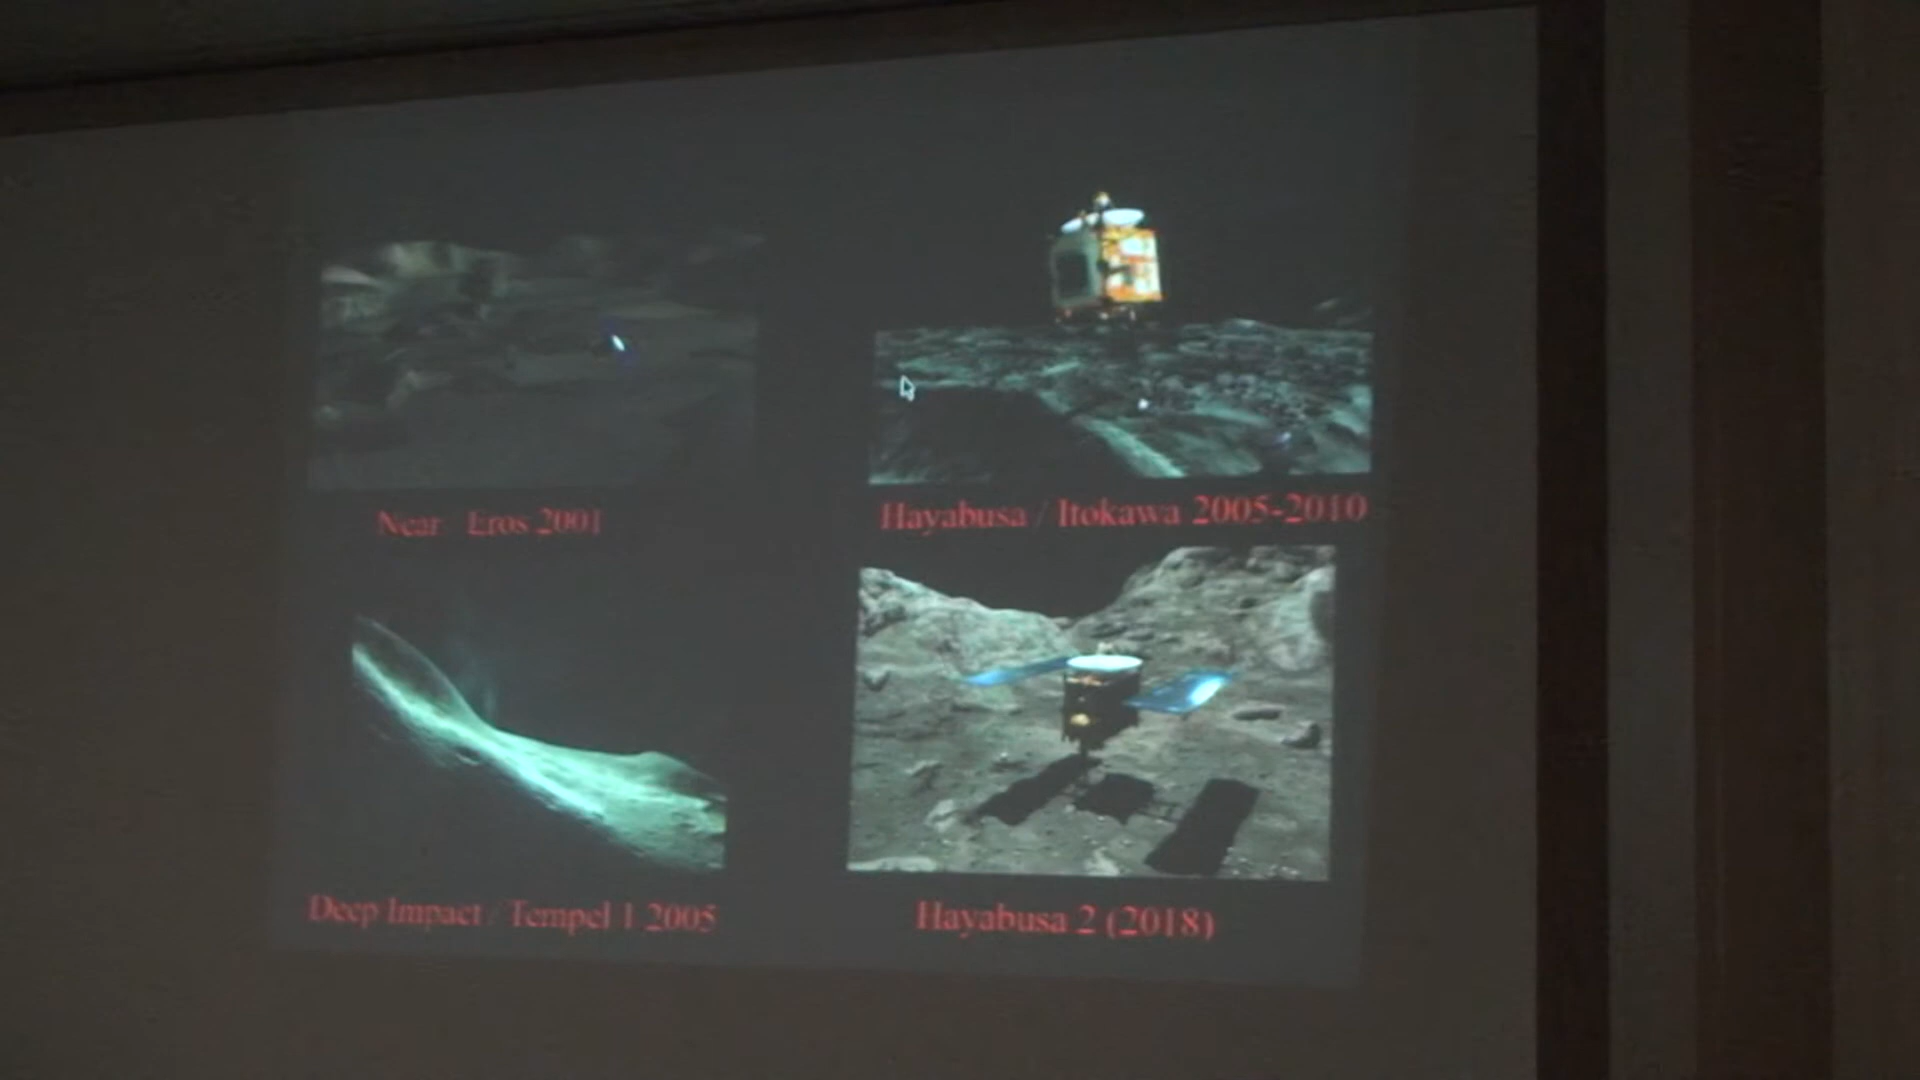 Near Eros 2001
Hayabusa / Itokawa 2005-2010
Deep Impact / Tempel 1 2005
Hayabusa 2 (2018)